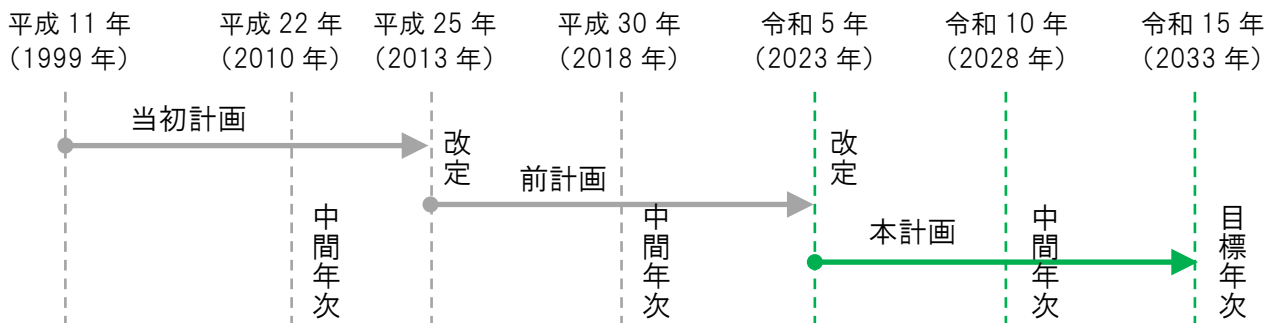 平成 11 年
（1999 年）
平成 22 年
（2010 年）
平成 25 年
（2013 年）
平成 30 年
（2018 年）
令和 5 年
（2023 年）
令和 10 年
（2028 年）
令和 15 年
（2033 年）
当初計画
改定
中間年次
前計画
中間年次
改定
本計画
中間年次
目標年次